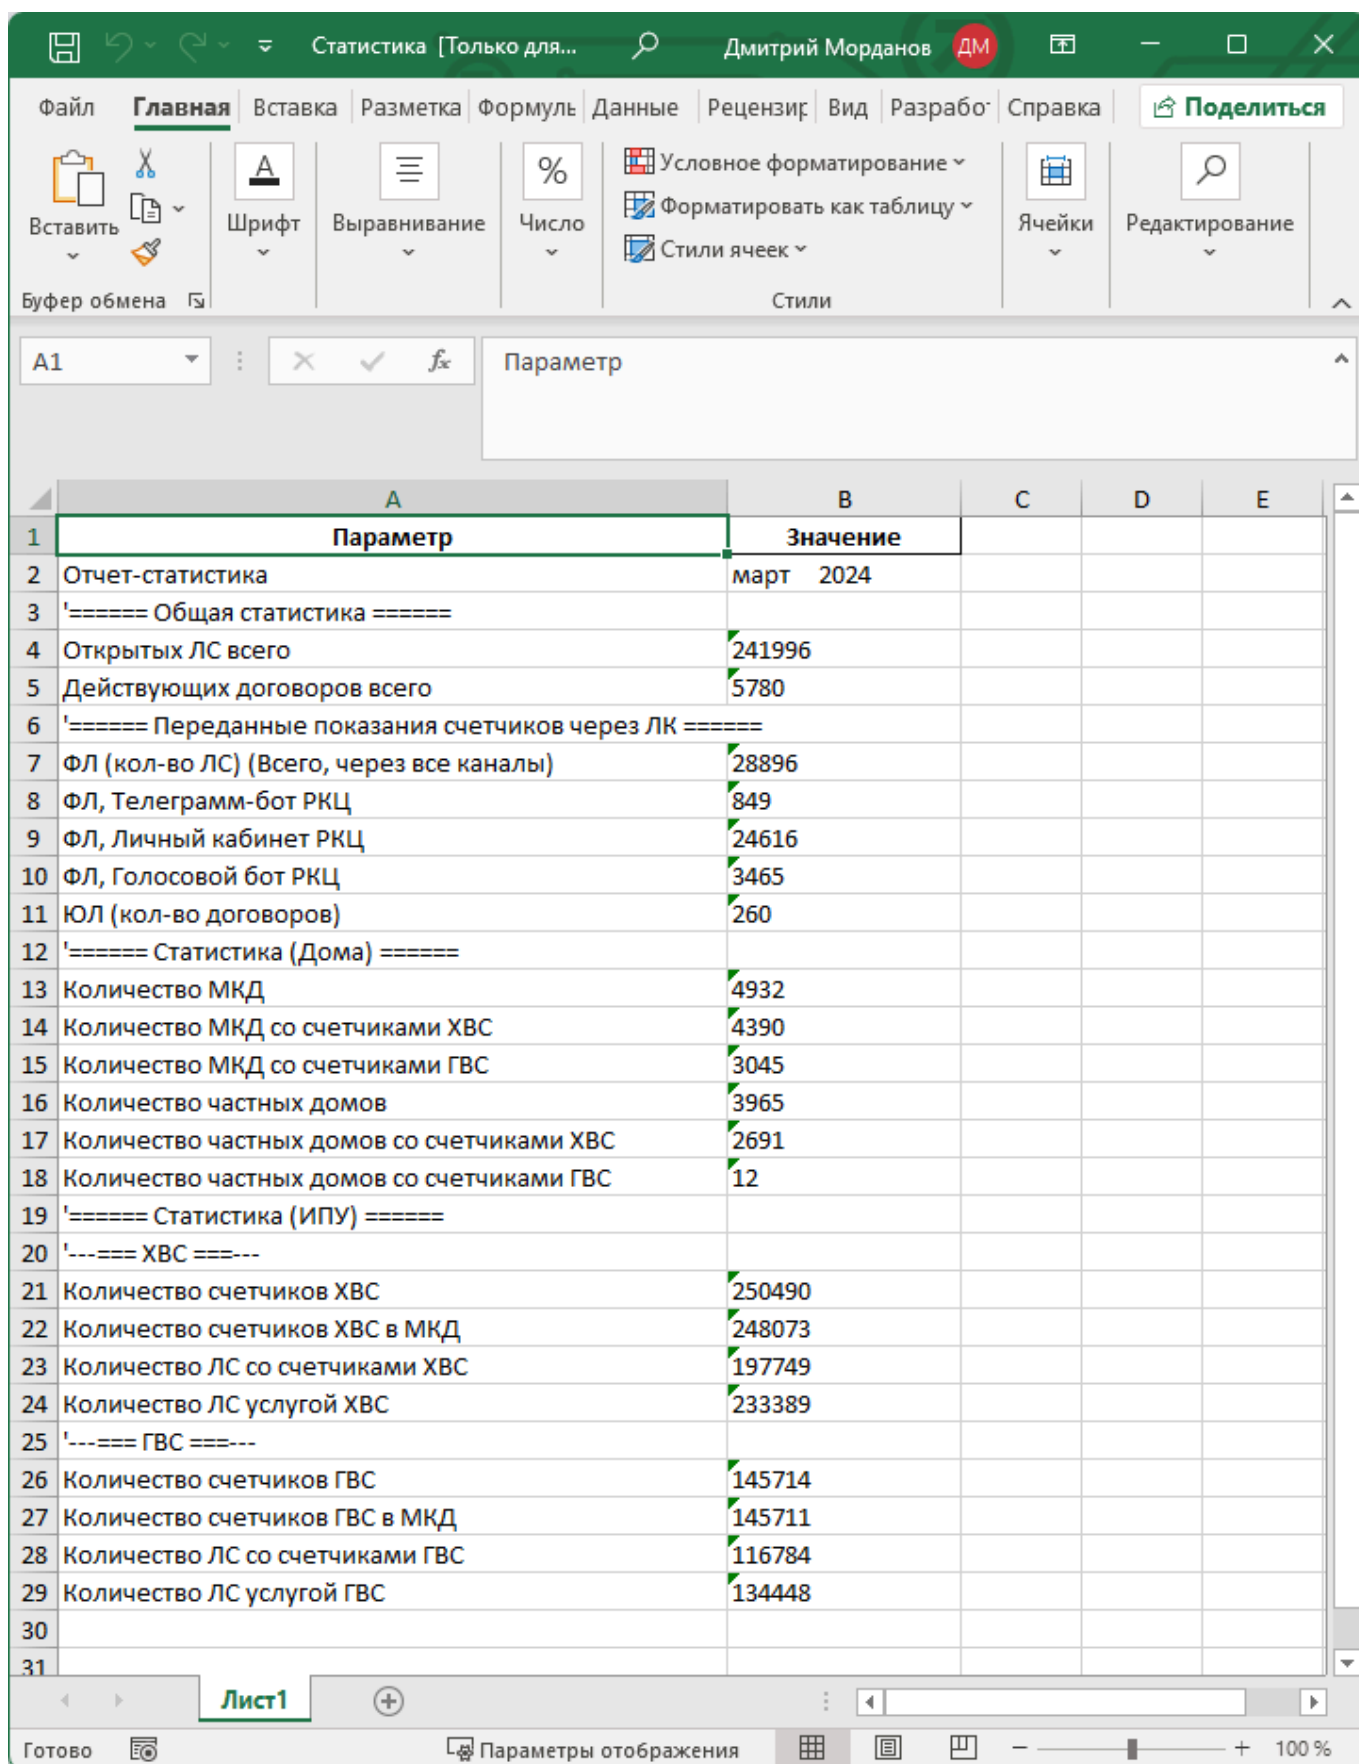 Статистика [Только для...
Дмитрий Морданов ДМ
Файл Главная Вставка Разметка Формуль Данные Рецензир Вид Разрабо Справка Поделиться
Вставить
Шрифт
Выравнивание
%
Число
Условное форматирование
Форматировать как таблицу
Стили ячеек
Ячейки
Редактирование
Буфер обмена Стили
A1 fx Параметр
A B C D E
1 Параметр Значение
2 Отчет-статистика март 2024
3 '====== Общая статистика ======
4 Открытых ЛС всего 241996
5 Действующих договоров всего 5780
6 '====== Переданные показания счетчиков через ЛК ======
7 ФЛ (кол-во ЛС) (Всего, через все каналы) 28896
8 ФЛ, Телеграмм-бот РКЦ 849
9 ФЛ, Личный кабинет РКЦ 24616
10 ФЛ, Голосовой бот РКЦ 3465
11 ЮЛ (кол-во договоров) 260
12 '====== Статистика (Дома) ======
13 Количество МКД 4932
14 Количество МКД со счетчиками ХВС 4390
15 Количество МКД со счетчиками ГВС 3045
16 Количество частных домов 3965
17 Количество частных домов со счетчиками ХВС 2691
18 Количество частных домов со счетчиками ГВС 12
19 '====== Статистика (ИПУ) ======
20 '---=== ХВС ===---
21 Количество счетчиков ХВС 250490
22 Количество счетчиков ХВС в МКД 248073
23 Количество ЛС со счетчиками ХВС 197749
24 Количество ЛС услугой ХВС 233389
25 '---=== ГВС ===---
26 Количество счетчиков ГВС 145714
27 Количество счетчиков ГВС в МКД 145711
28 Количество ЛС со счетчиками ГВС 116784
29 Количество ЛС услугой ГВС 134448
30
31
Лист1
Готово Параметры отображения 100 %